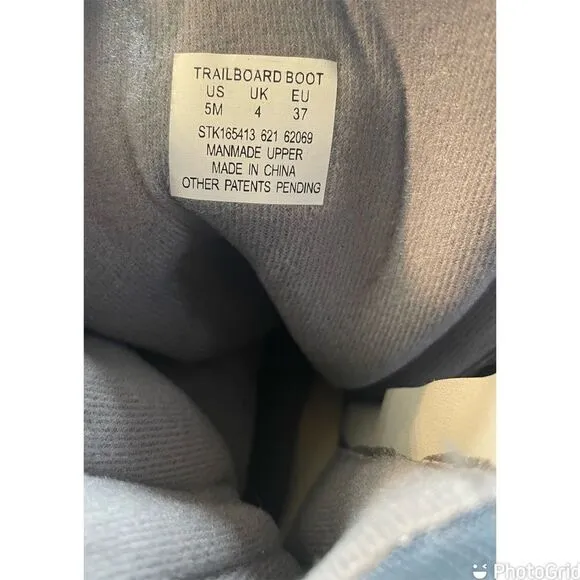 TRAILBOARD BOOT
US UK EU
5M 4 37
STK165413 621 62069
MANMADE UPPER
MADE IN CHINA
OTHER PATENTS PENDING
PhotoGrid